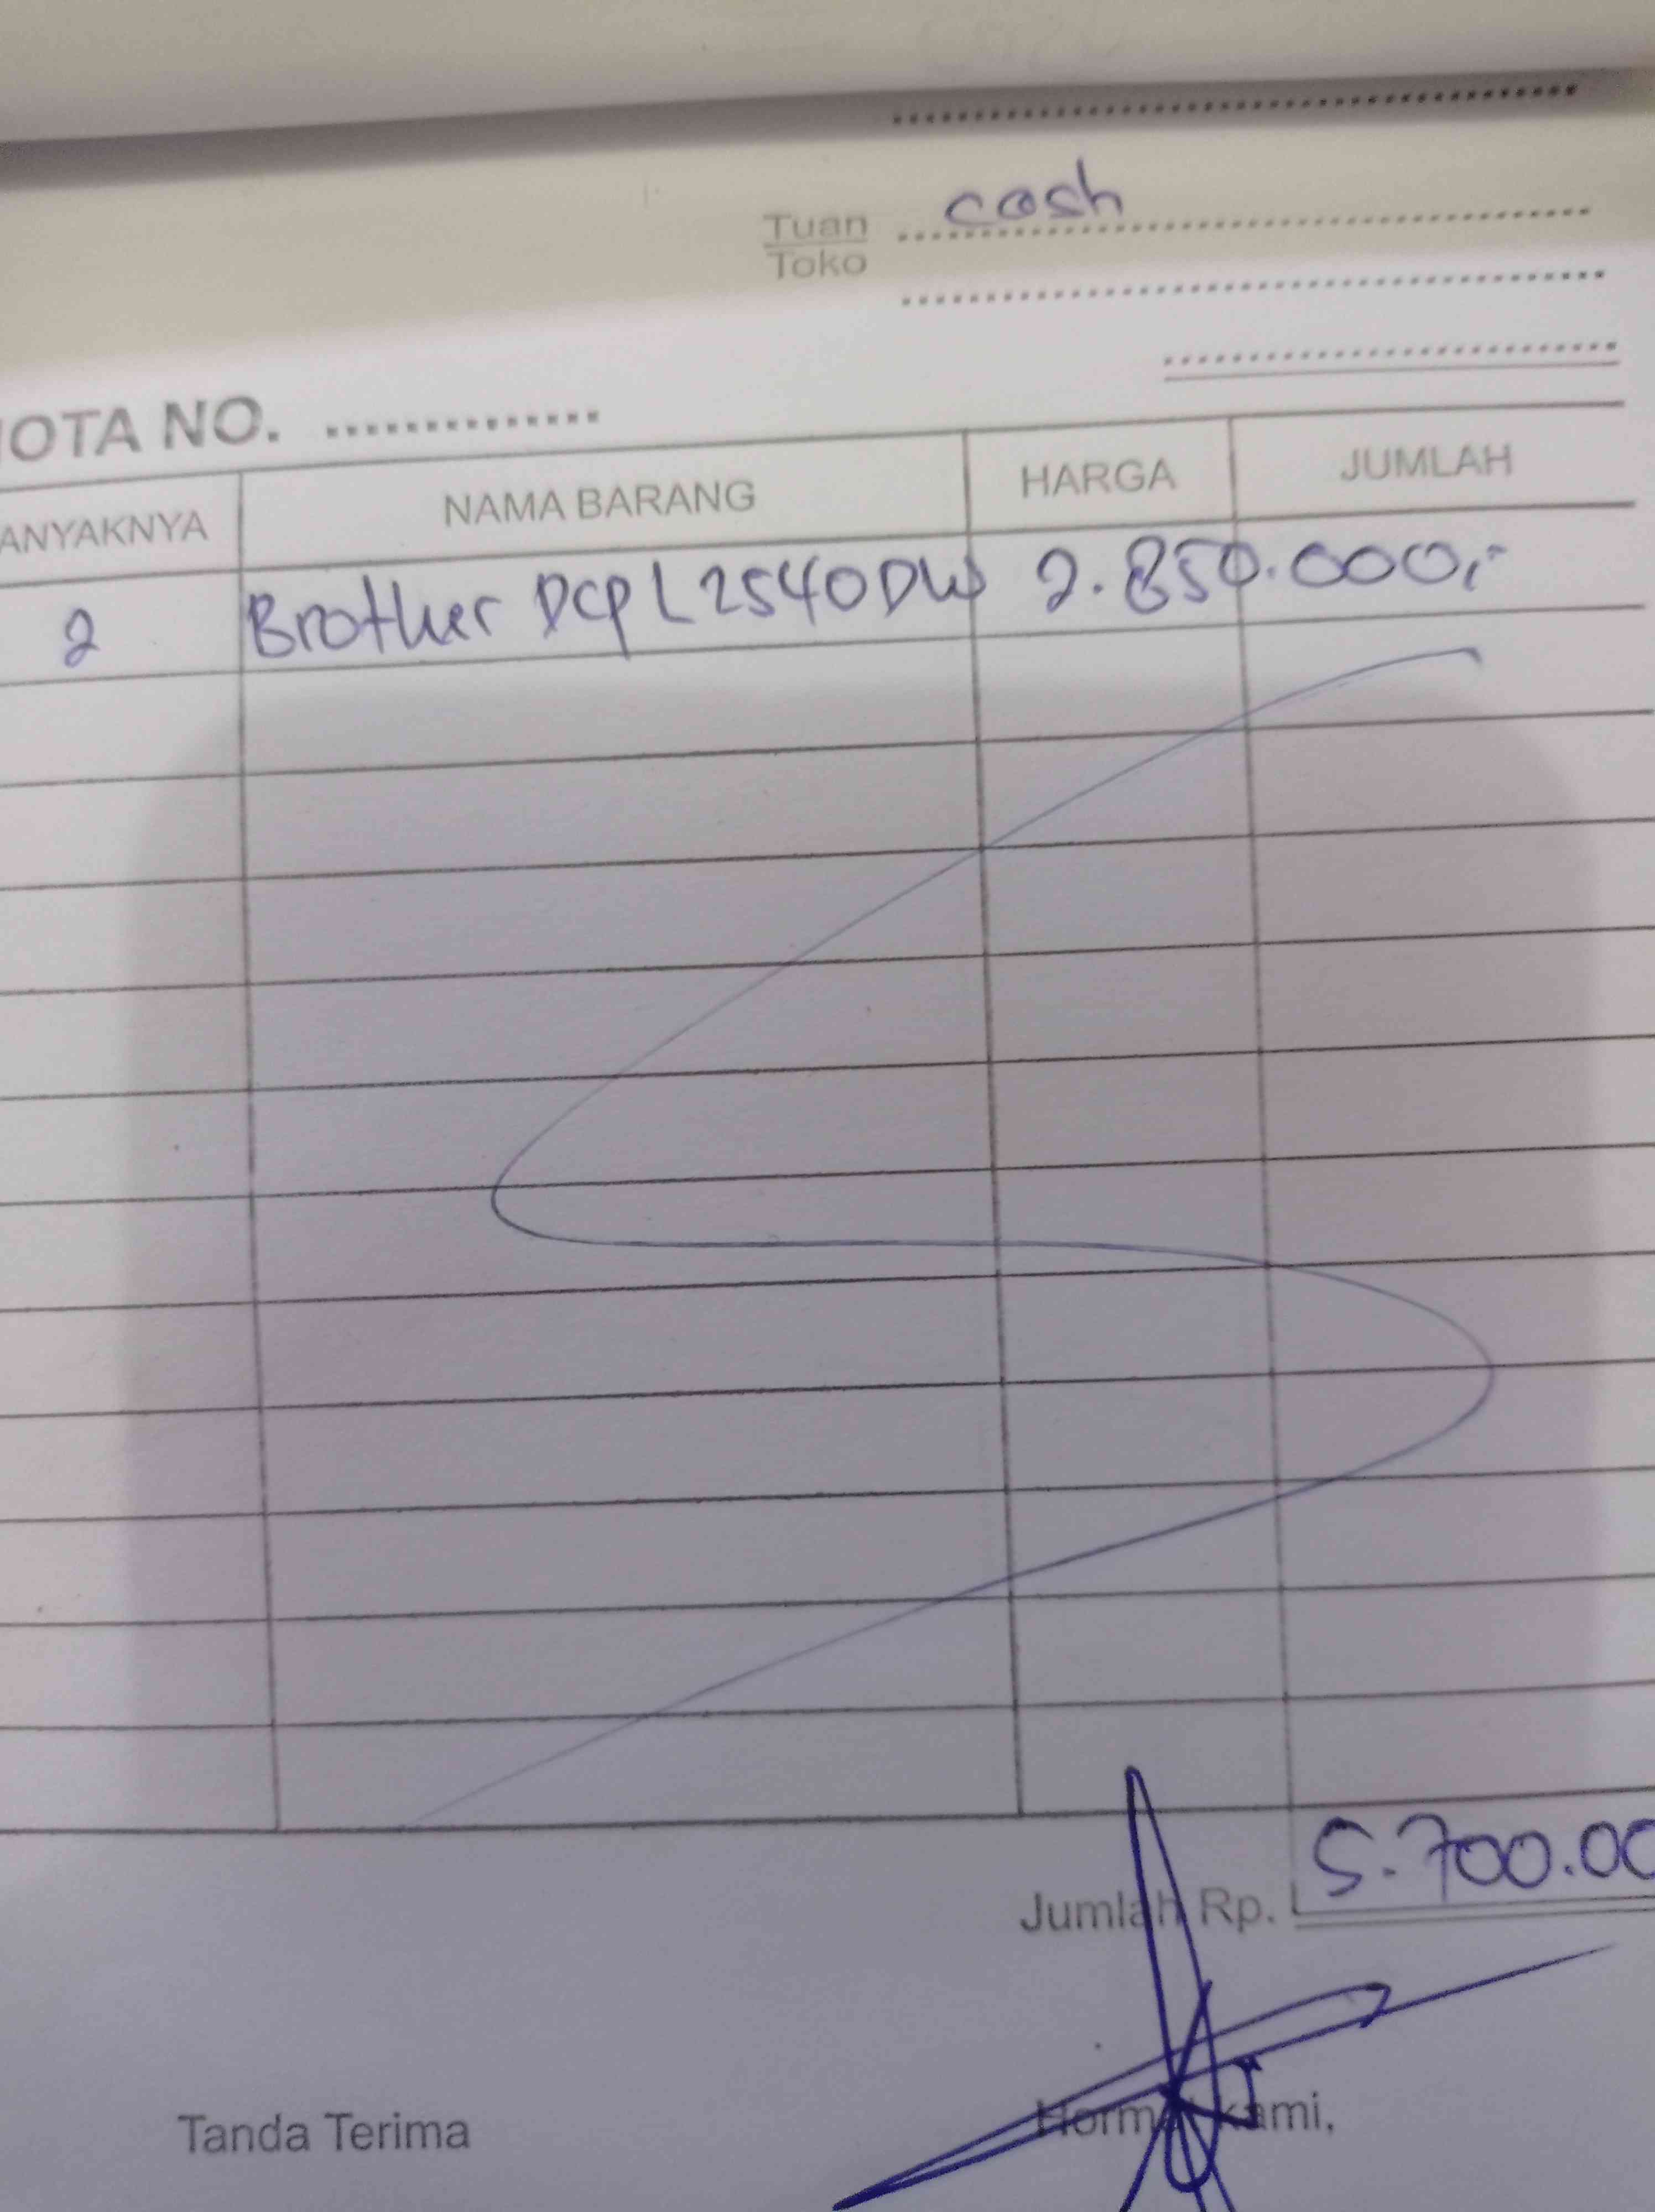 cash
Tuan
Toko
OTA NO. ..............
ANYAKNYA NAMA BARANG HARGA JUMLAH
2 Brother DCP L2540DW 2.850.000,-
Jumlah Rp. 5.700.00
Tanda Terima Hormat kami,